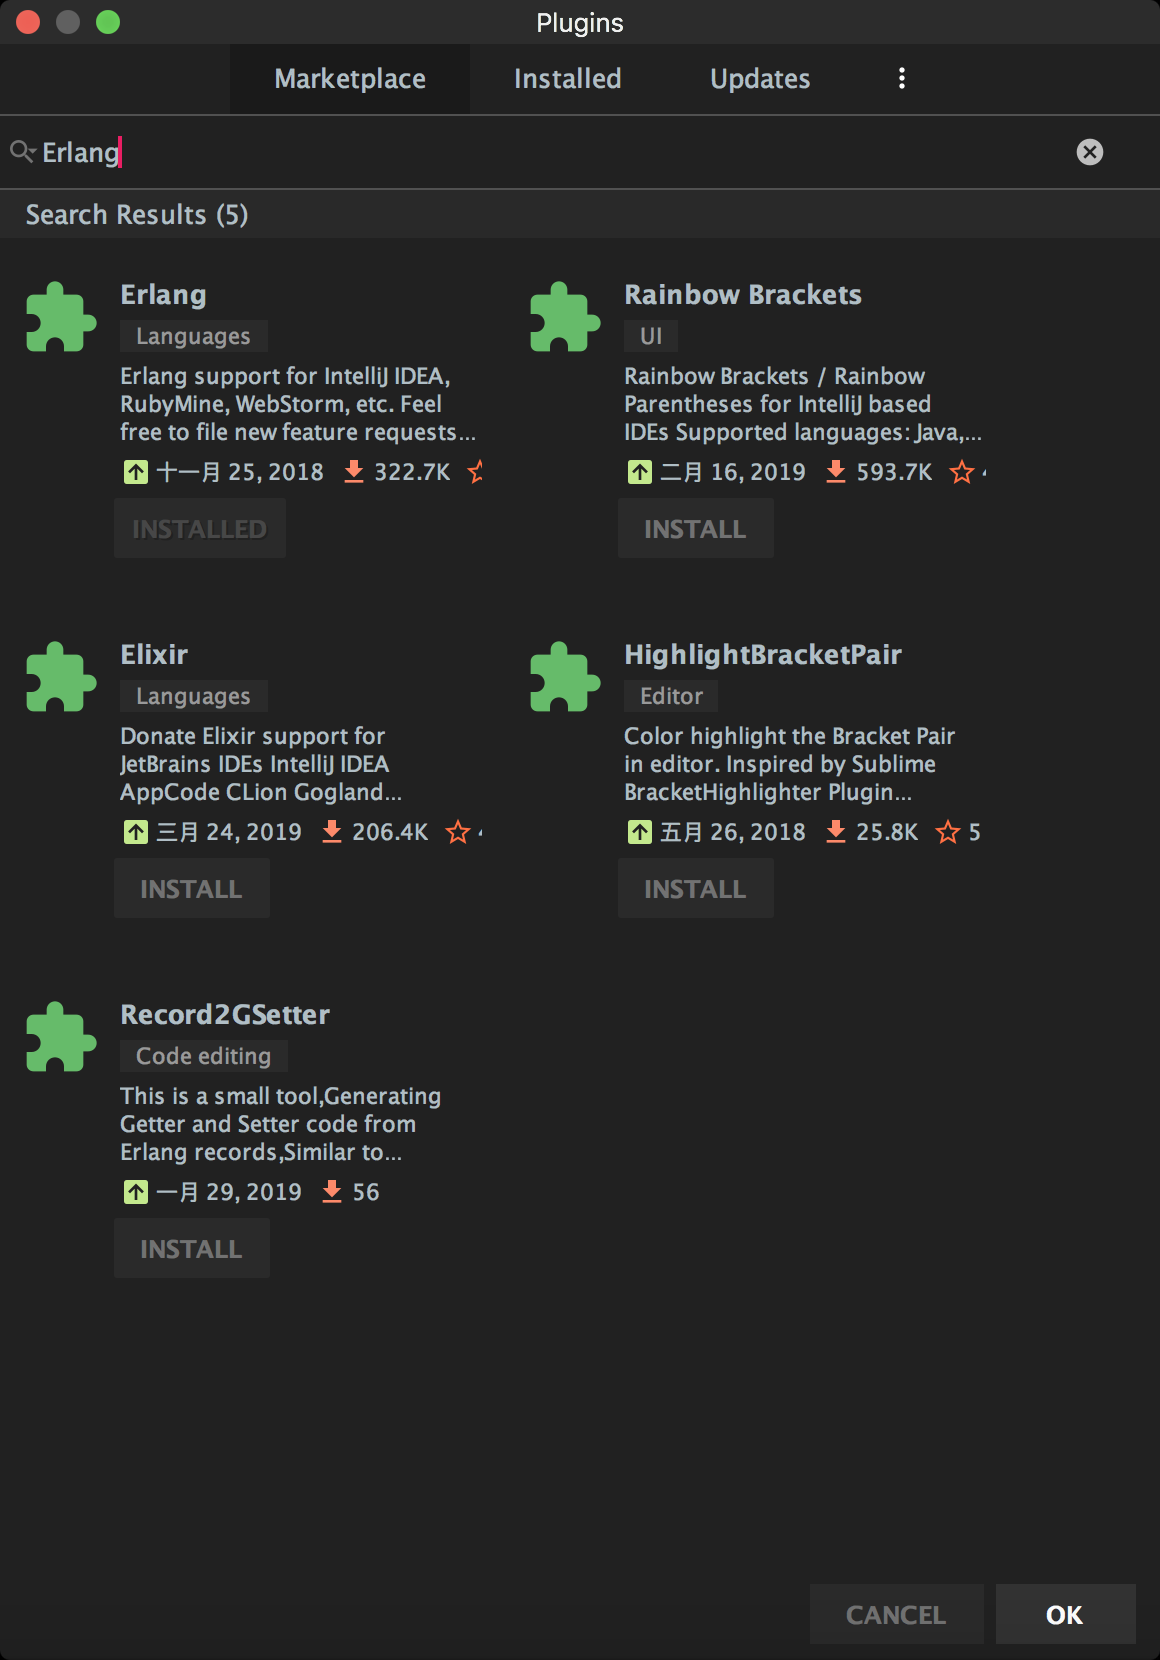 Plugins
Marketplace
Installed
Updates
Erlang
Search Results (5)
Erlang
Languages
Erlang support for IntelliJ IDEA,
RubyMine, WebStorm, etc. Feel
free to file new feature requests...
十一月 25, 2018 322.7K
INSTALLED
Rainbow Brackets
UI
Rainbow Brackets / Rainbow
Parentheses for IntelliJ based
IDEs Supported languages: Java,...
二月 16, 2019 593.7K
INSTALL
Elixir
Languages
Donate Elixir support for
JetBrains IDEs IntelliJ IDEA
AppCode CLion Gogland...
三月 24, 2019 206.4K
INSTALL
HighlightBracketPair
Editor
Color highlight the Bracket Pair
in editor. Inspired by Sublime
BracketHighlighter Plugin...
五月 26, 2018 25.8K 5
INSTALL
Record2GSetter
Code editing
This is a small tool,Generating
Getter and Setter code from
Erlang records,Similar to...
一月 29, 2019 56
INSTALL
CANCEL
OK